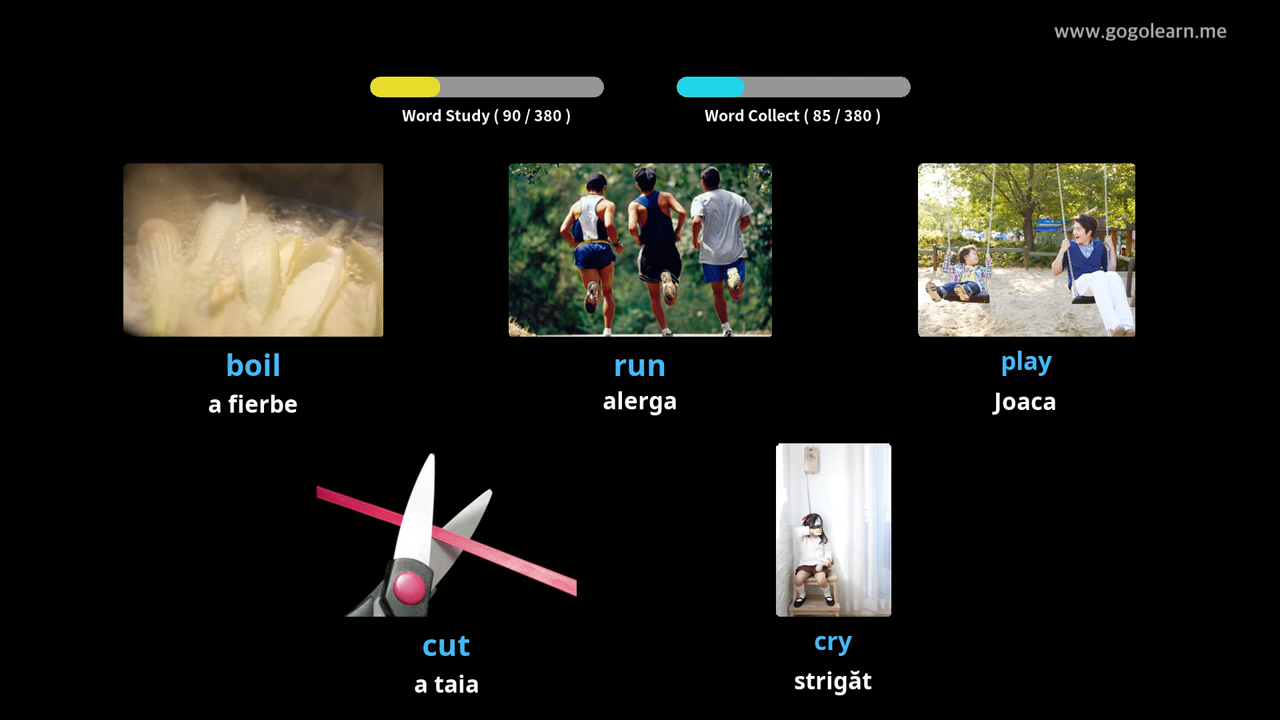 www.gogolearn.me
Word Study ( 90 / 380 )
Word Collect ( 85 / 380 )
boil
a fierbe
run
alerga
play
Joaca
cut
a taia
cry
strigăt